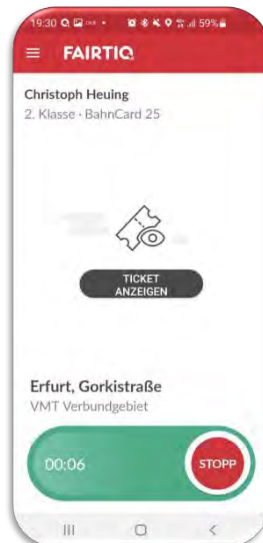 19:30 59%
FAIRTIQ
Christoph Heuing
2. Klasse · BahnCard 25
TICKET
ANZEIGEN
Erfurt, Gorkistraße
VMT Verbundgebiet
00:06 STOPP